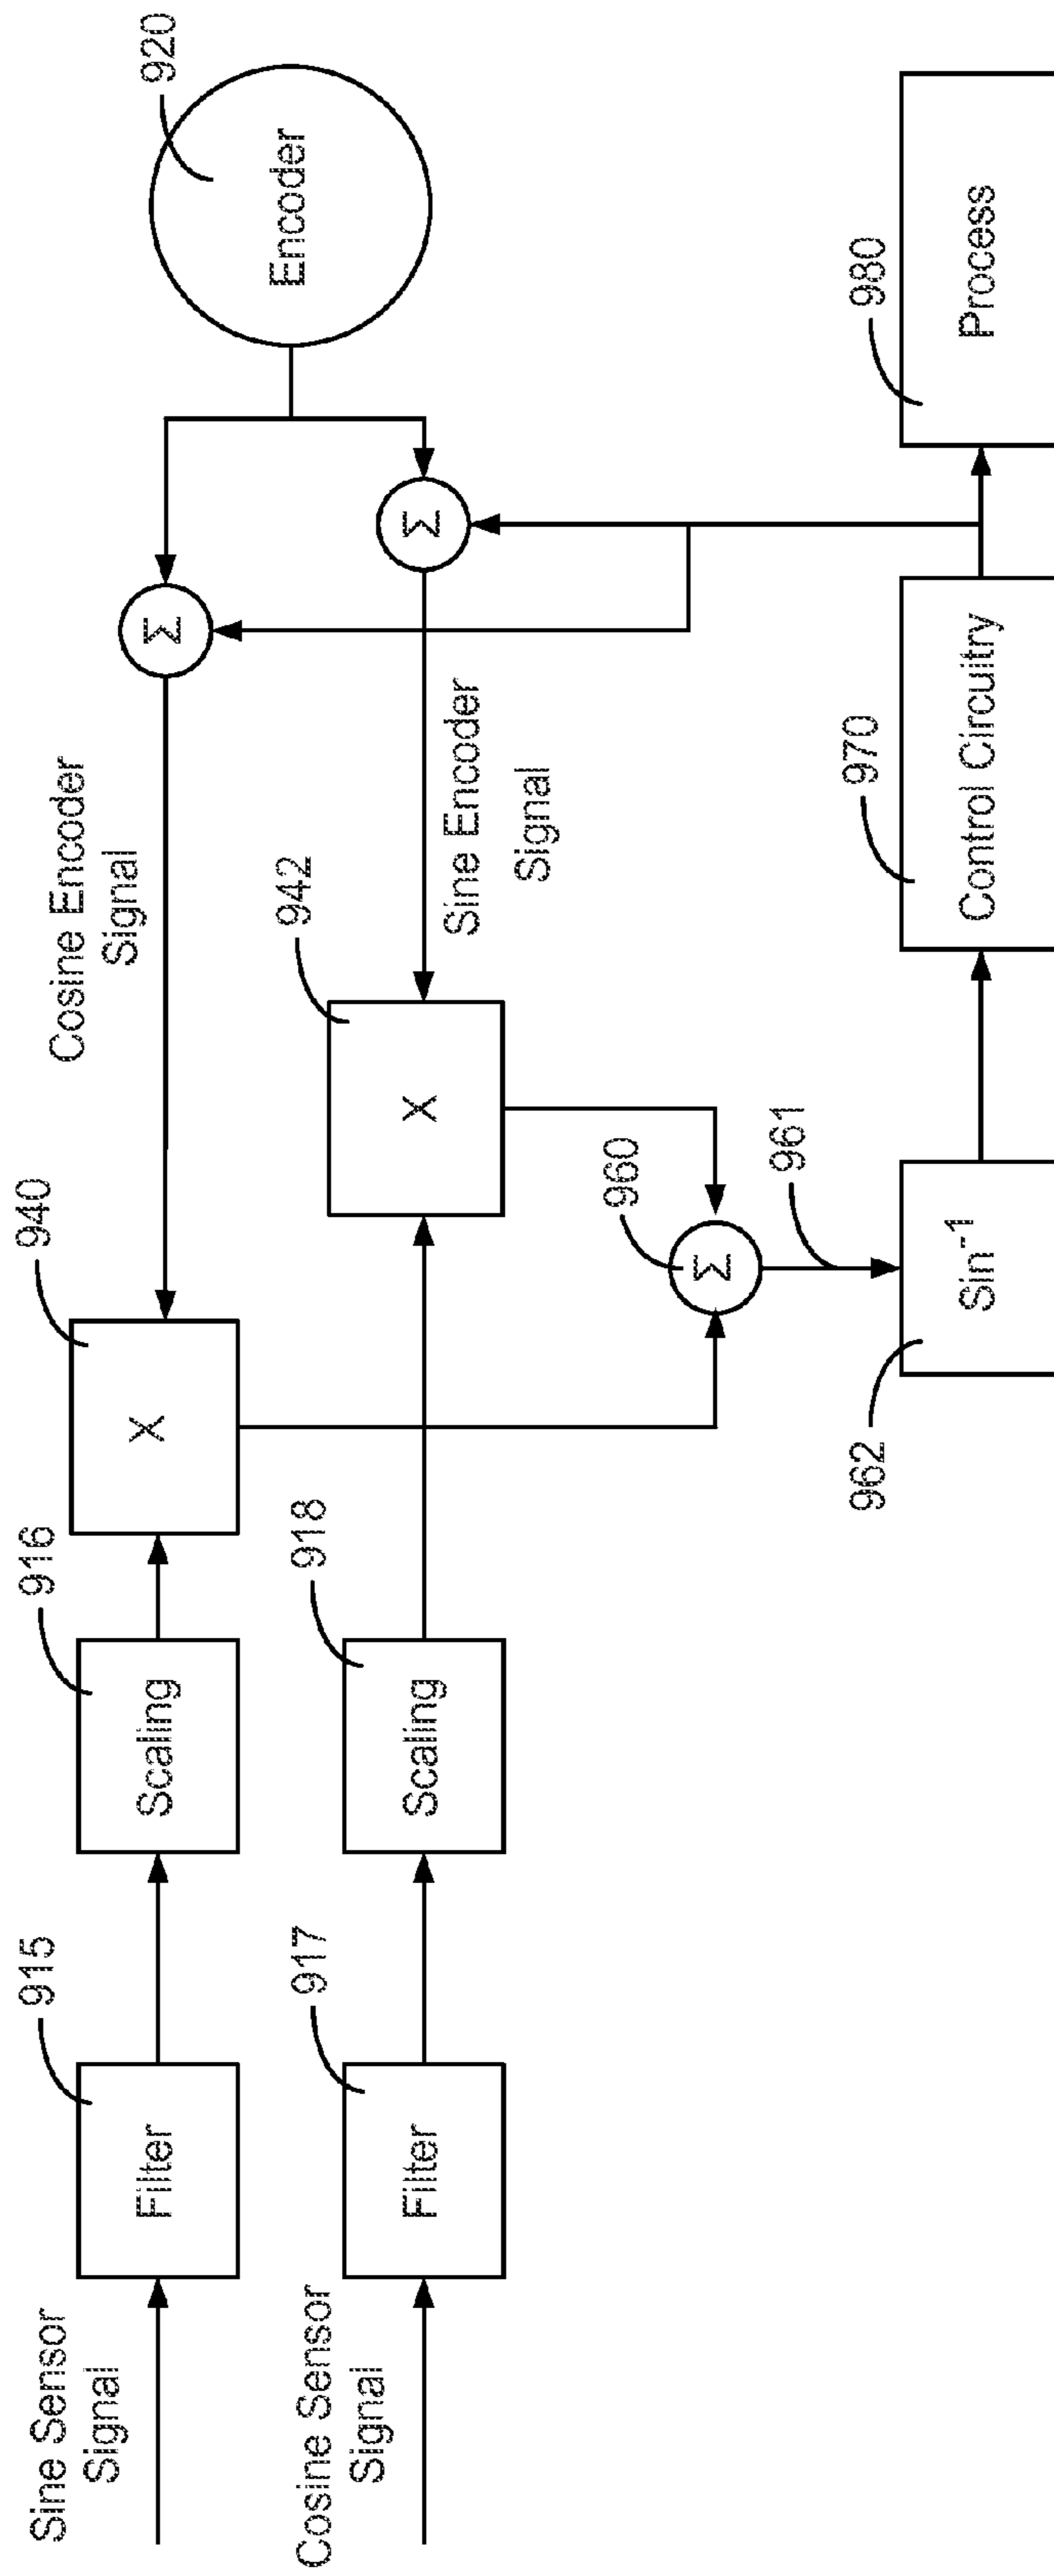 Sine Sensor
Signal
Filter
915
Scaling
916
X
940
Cosine Encoder
Signal
Σ
Encoder
920
Cosine Sensor
Signal
Filter
917
Scaling
918
X
942
Sine Encoder
Signal
Σ
Σ
960
961
Sin⁻¹
962
Control Circuitry
970
Process
980